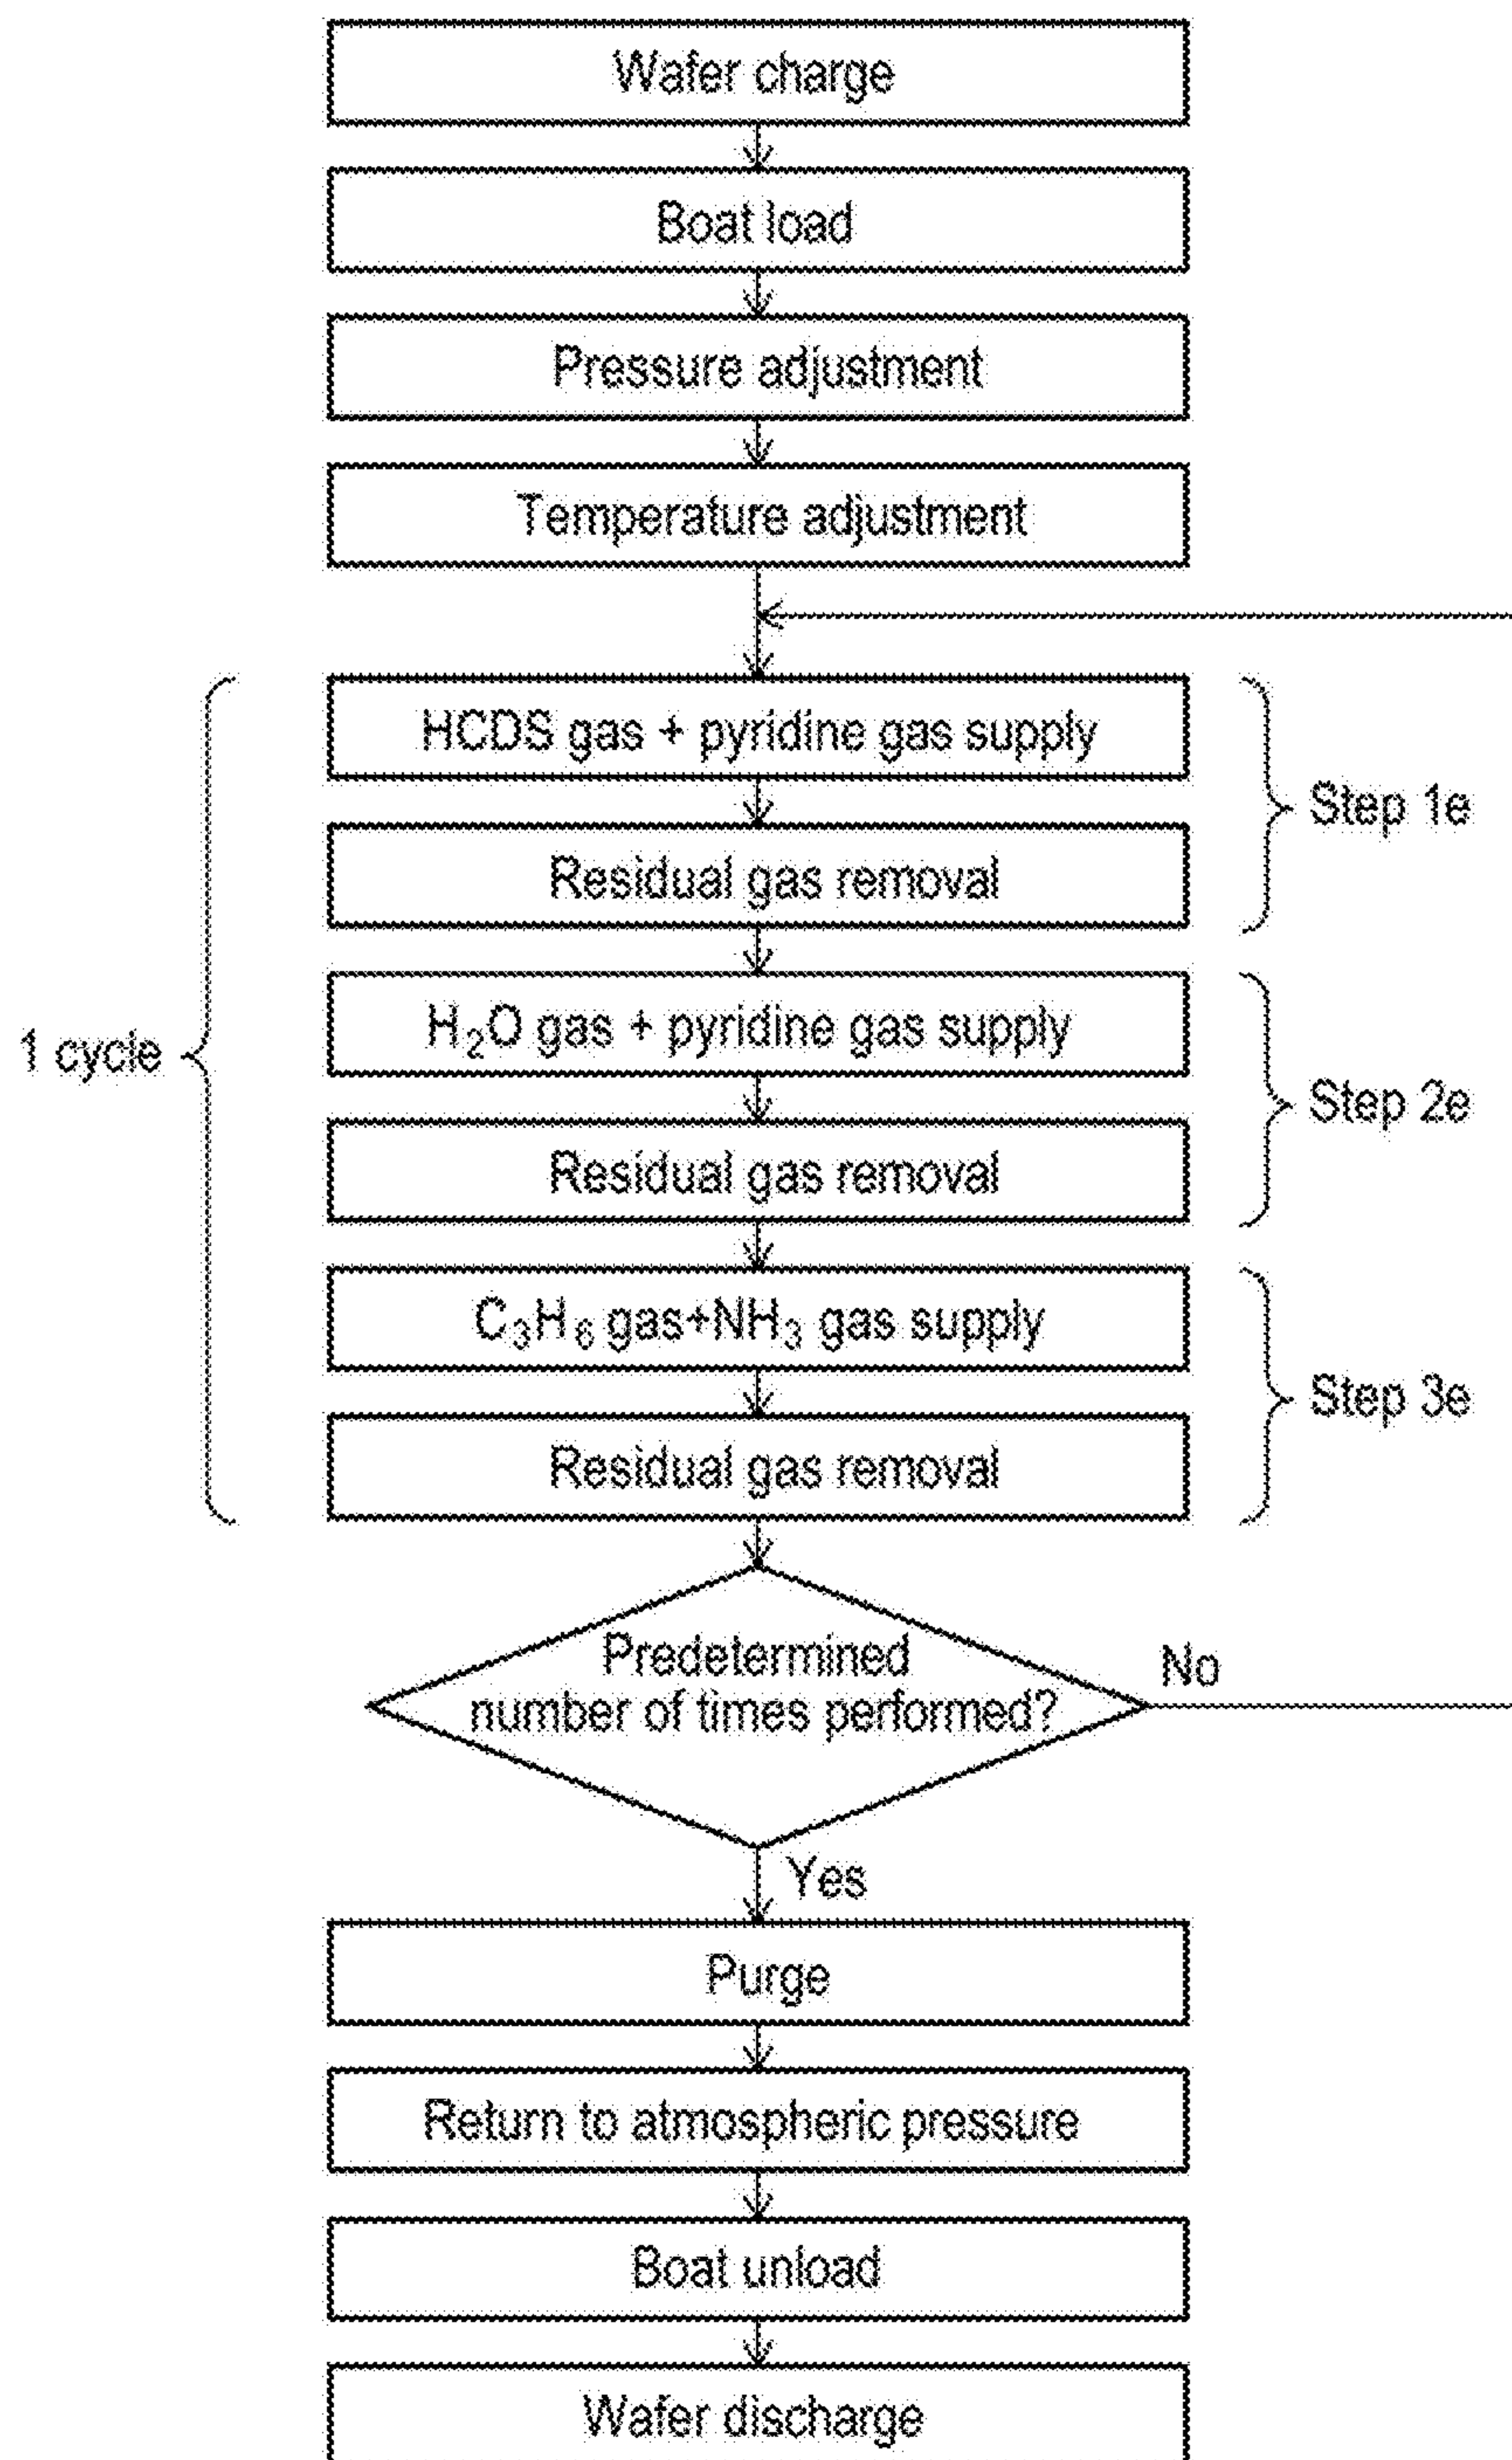 Wafer charge
Boat load
Pressure adjustment
Temperature adjustment
HCDS gas + pyridine gas supply
Residual gas removal
Step 1e
H₂O gas + pyridine gas supply
1 cycle
Step 2e
Residual gas removal
C₃H₆ gas+NH₃ gas supply
Step 3e
Residual gas removal
Predetermined
No
number of times performed?
Yes
Purge
Return to atmospheric pressure
Boat unload
Wafer discharge